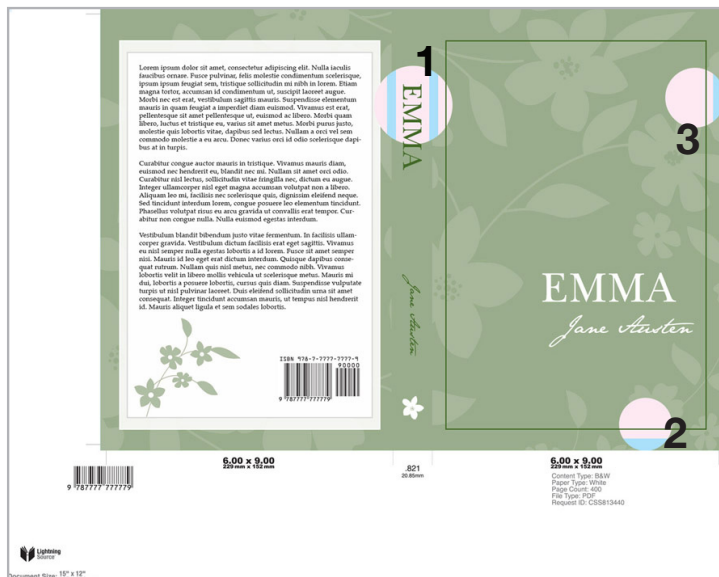 Lorem ipsum dolor sit amet, consectetur adipiscing elit. Nulla iaculis
faucibus ornare. Fusce pulvinar, felis molestie condimentum scelerisque,
ipsum ipsum feugiat sem, tristique sollicitudin mi nibh in lorem. Etiam
magna tortor, accumsan id condimentum ut, suscipit laoreet augue.
Morbi nec est erat, vestibulum sagittis mauris. Suspendisse elementum
mauris in quam feugiat a imperdiet diam euismod. Vivamus est erat,
pellentesque sit amet pellentesque ut, euismod ac libero. Morbi quam
libero, luctus et tristique eu, varius sit amet metus. Morbi purus justo,
molestie quis lobortis vitae, dapibus sed lectus. Nullam a orci vel sem
commodo molestie a eu arcu. Donec varius orci id odio scelerisque dapi-
bus at in turpis.
Curabitur congue auctor mauris in tristique. Vivamus mauris diam,
euismod nec hendrerit eu, blandit nec mi. Nullam sit amet orci odio.
Curabitur nisl lectus, sollicitudin vitae fringilla nec, dictum eu augue.
Integer ullamcorper nisl eget magna accumsan volutpat non a libero.
Aliquam leo mi, facilisis nec scelerisque quis, dignissim eleifend neque.
Sed tincidunt interdum lorem, congue posuere leo elementum tincidunt.
Phasellus volutpat risus eu arcu gravida ut convallis erat tempor. Cur-
abitur non congue nulla. Nulla euismod egestas interdum.
Vestibulum blandit bibendum justo vitae fermentum. In facilisis ullam-
corper gravida. Vestibulum dictum facilisis erat eget sagittis. Vivamus
eu nisl semper nulla egestas lobortis a id lorem. Fusce sit amet semper
nisi. Mauris id leo eget erat dictum interdum. Quisque dapibus conse-
quat rutrum. Nullam quis nisl metus, nec commodo nibh. Vivamus
lobortis velit in libero mollis vehicula ut scelerisque metus. Mauris mi
dui, lobortis a posuere lobortis, cursus quis diam. Suspendisse vulputate
turpis ut nisl pulvinar laoreet. Duis eleifend sollicitudin urna sit amet
consequat. Integer tincidunt accumsan mauris, ut tempus nisl hendrerit
id. Mauris aliquet ligula et sem sodales lobortis.
ISBN 978-7-7777-7777-9
90000
9 787777 777779
1
EMMA
Jane Austen
3
EMMA
Jane Austen
2
6.00 x 9.00
229 mm x 152 mm
.821
20.85mm
6.00 x 9.00
229 mm x 152 mm
Content Type: B&W
Paper Type: White
Page Count: 400
File Type: PDF
Request ID: CSS813440
9 787777 777779
Lightning
Source
Document Size: 15" x 12"